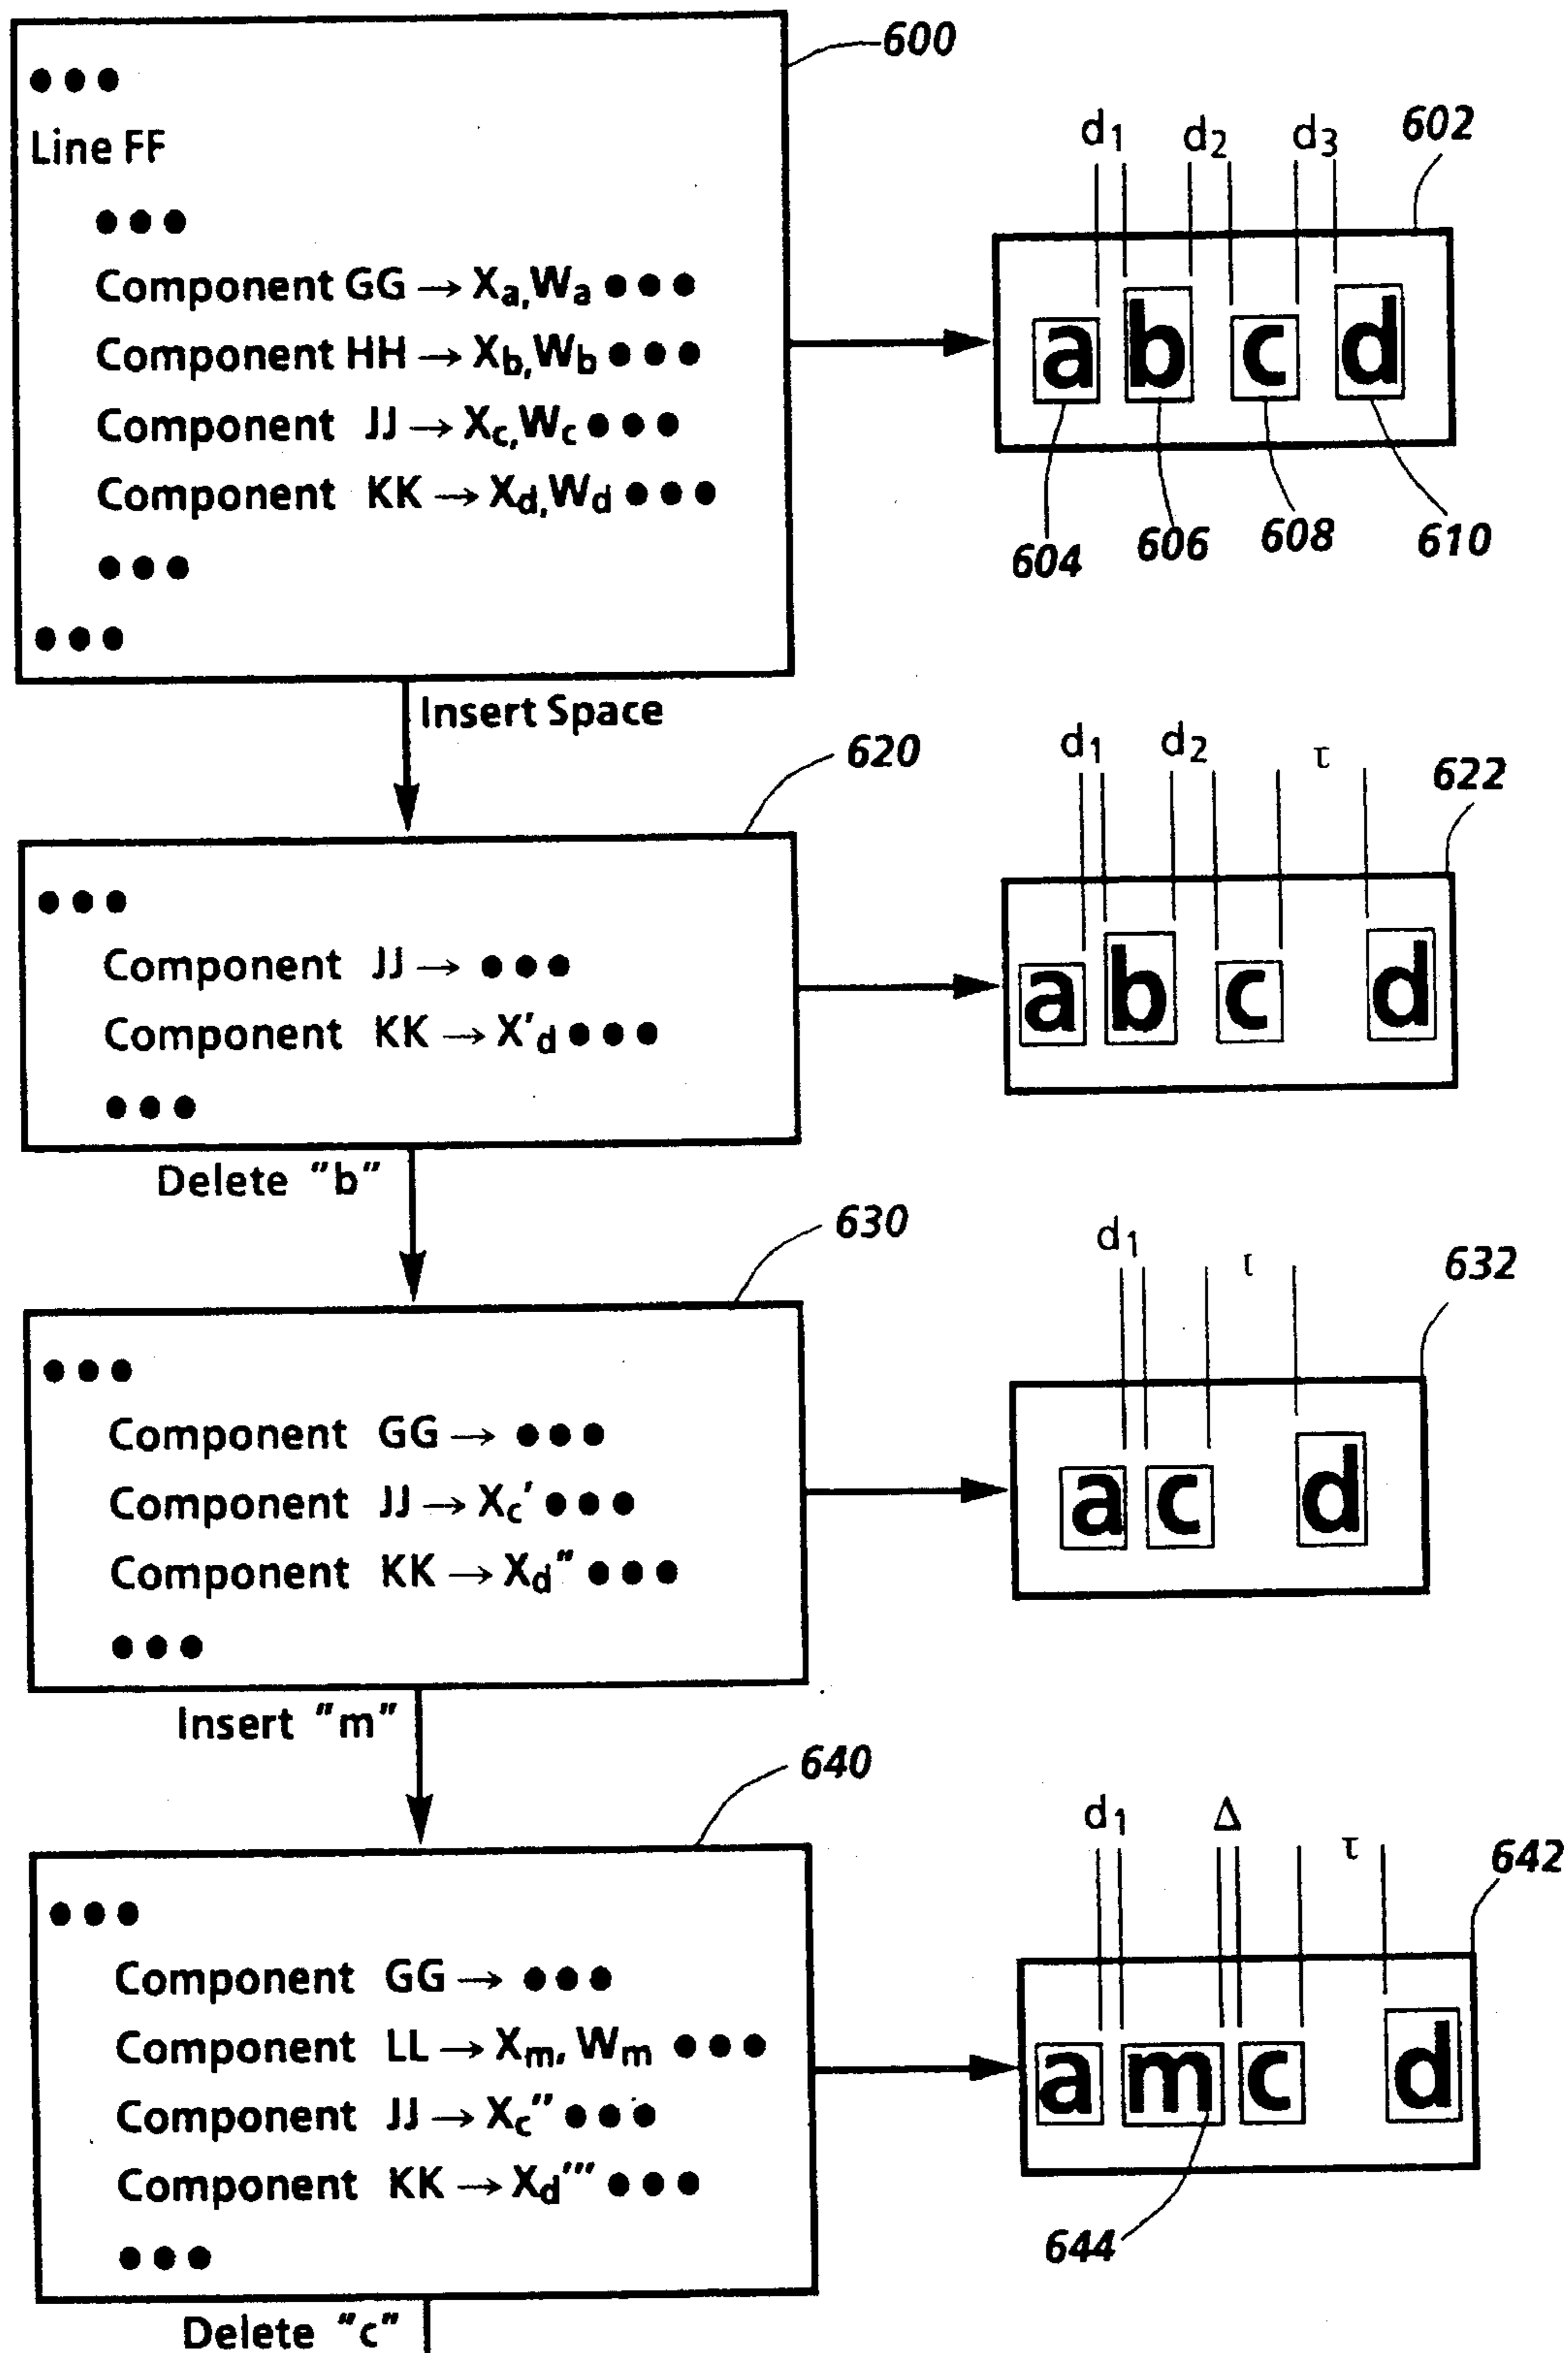 600
●●●
Line FF
●●●
Component GG → Xa,Wa ●●●
Component HH → Xb,Wb ●●●
Component JJ → Xc,Wc ●●●
Component KK → Xd,Wd ●●●
●●●
●●●
d1 d2 d3 602
a b c d
604 606 608 610
Insert Space
620
●●●
Component JJ → ●●●
Component KK → X'd ●●●
●●●
d1 d2 τ 622
a b c d
Delete "b"
630
●●●
Component GG → ●●●
Component JJ → Xc' ●●●
Component KK → Xd" ●●●
●●●
d1 τ 632
a c d
Insert "m"
640
●●●
Component GG → ●●●
Component LL → Xm, Wm ●●●
Component JJ → Xc" ●●●
Component KK → Xd''' ●●●
●●●
d1 Δ τ 642
a m c d
644
Delete "c"